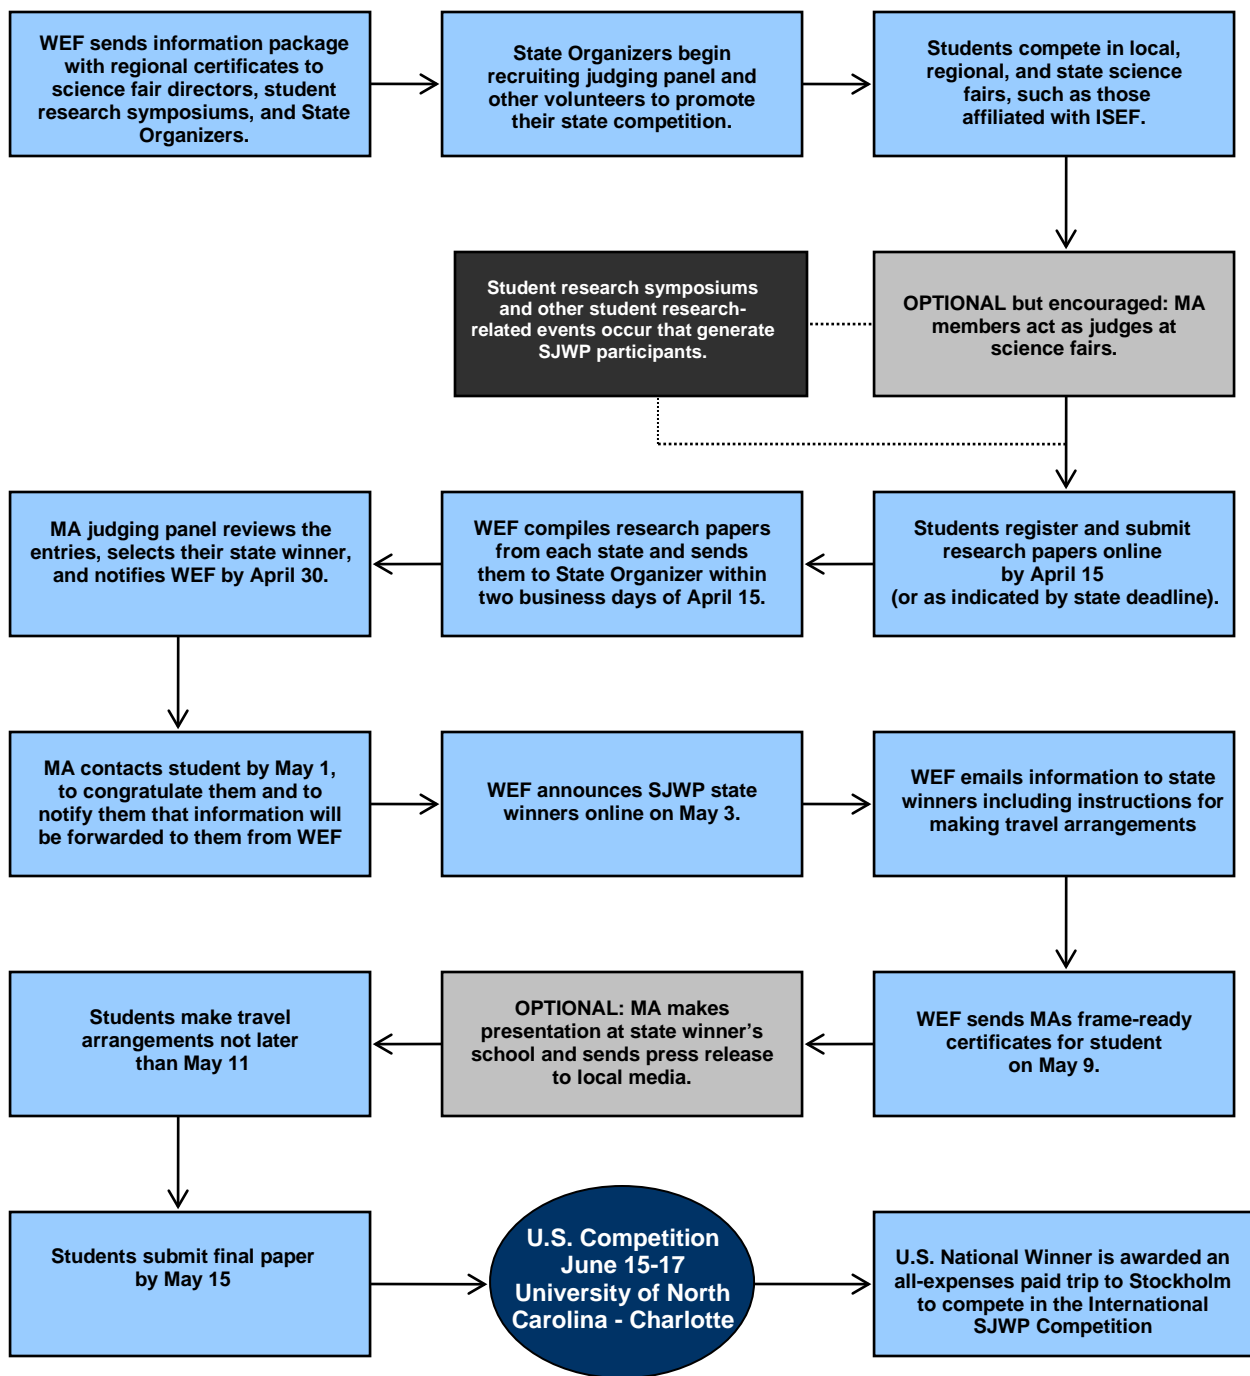 WEF sends information package
with regional certificates to
science fair directors, student
research symposiums, and State
Organizers.
State Organizers begin
recruiting judging panel and
other volunteers to promote
their state competition.
Students compete in local,
regional, and state science
fairs, such as those
affiliated with ISEF.
Student research symposiums
and other student research-
related events occur that generate
SJWP participants.
OPTIONAL but encouraged: MA
members act as judges at
science fairs.
Students register and submit
research papers online
by April 15
(or as indicated by state deadline).
WEF compiles research papers
from each state and sends
them to State Organizer within
two business days of April 15.
MA judging panel reviews the
entries, selects their state winner,
and notifies WEF by April 30.
MA contacts student by May 1,
to congratulate them and to
notify them that information will
be forwarded to them from WEF
WEF announces SJWP state
winners online on May 3.
WEF emails information to state
winners including instructions for
making travel arrangements
WEF sends MAs frame-ready
certificates for student
on May 9.
OPTIONAL: MA makes
presentation at state winner’s
school and sends press release
to local media.
Students make travel
arrangements not later
than May 11
Students submit final paper
by May 15
U.S. Competition
June 15-17
University of North
Carolina - Charlotte
U.S. National Winner is awarded an
all-expenses paid trip to Stockholm
to compete in the International
SJWP Competition